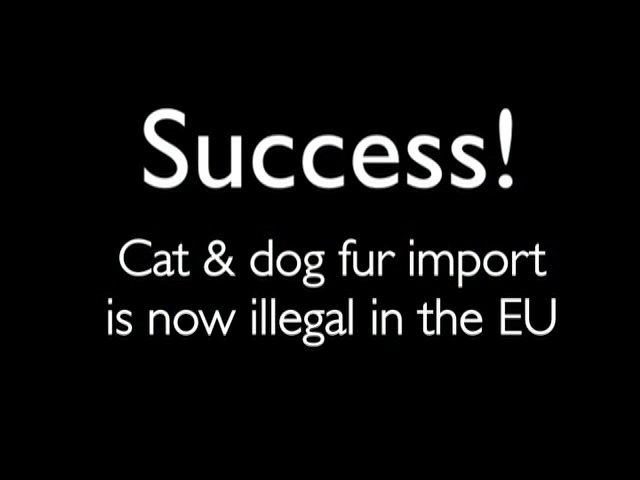 Success!
Cat & dog fur import
is now illegal in the EU